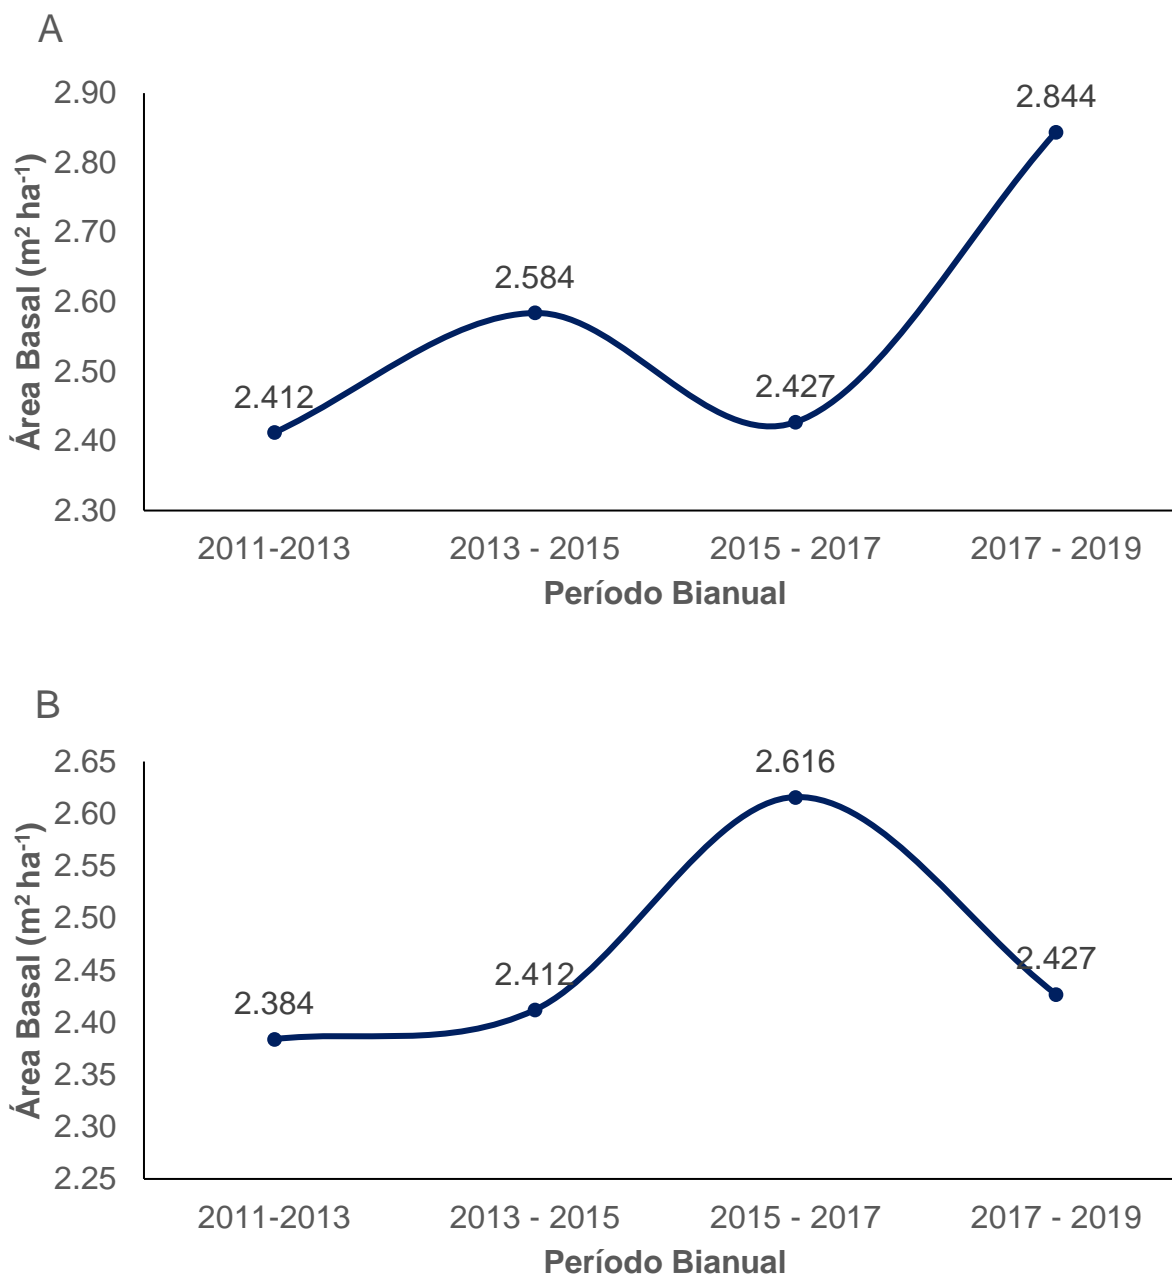 A
2.90
2.80
2.70
2.60
2.50
2.40
2.30
Área Basal (m² ha⁻¹)
2.412
2.584
2.427
2.844
2011-2013
2013 - 2015
2015 - 2017
2017 - 2019
Período Bianual
B
2.65
2.60
2.55
2.50
2.45
2.40
2.35
2.30
2.25
Área Basal (m² ha⁻¹)
2.384
2.412
2.616
2.427
2011-2013
2013 - 2015
2015 - 2017
2017 - 2019
Período Bianual